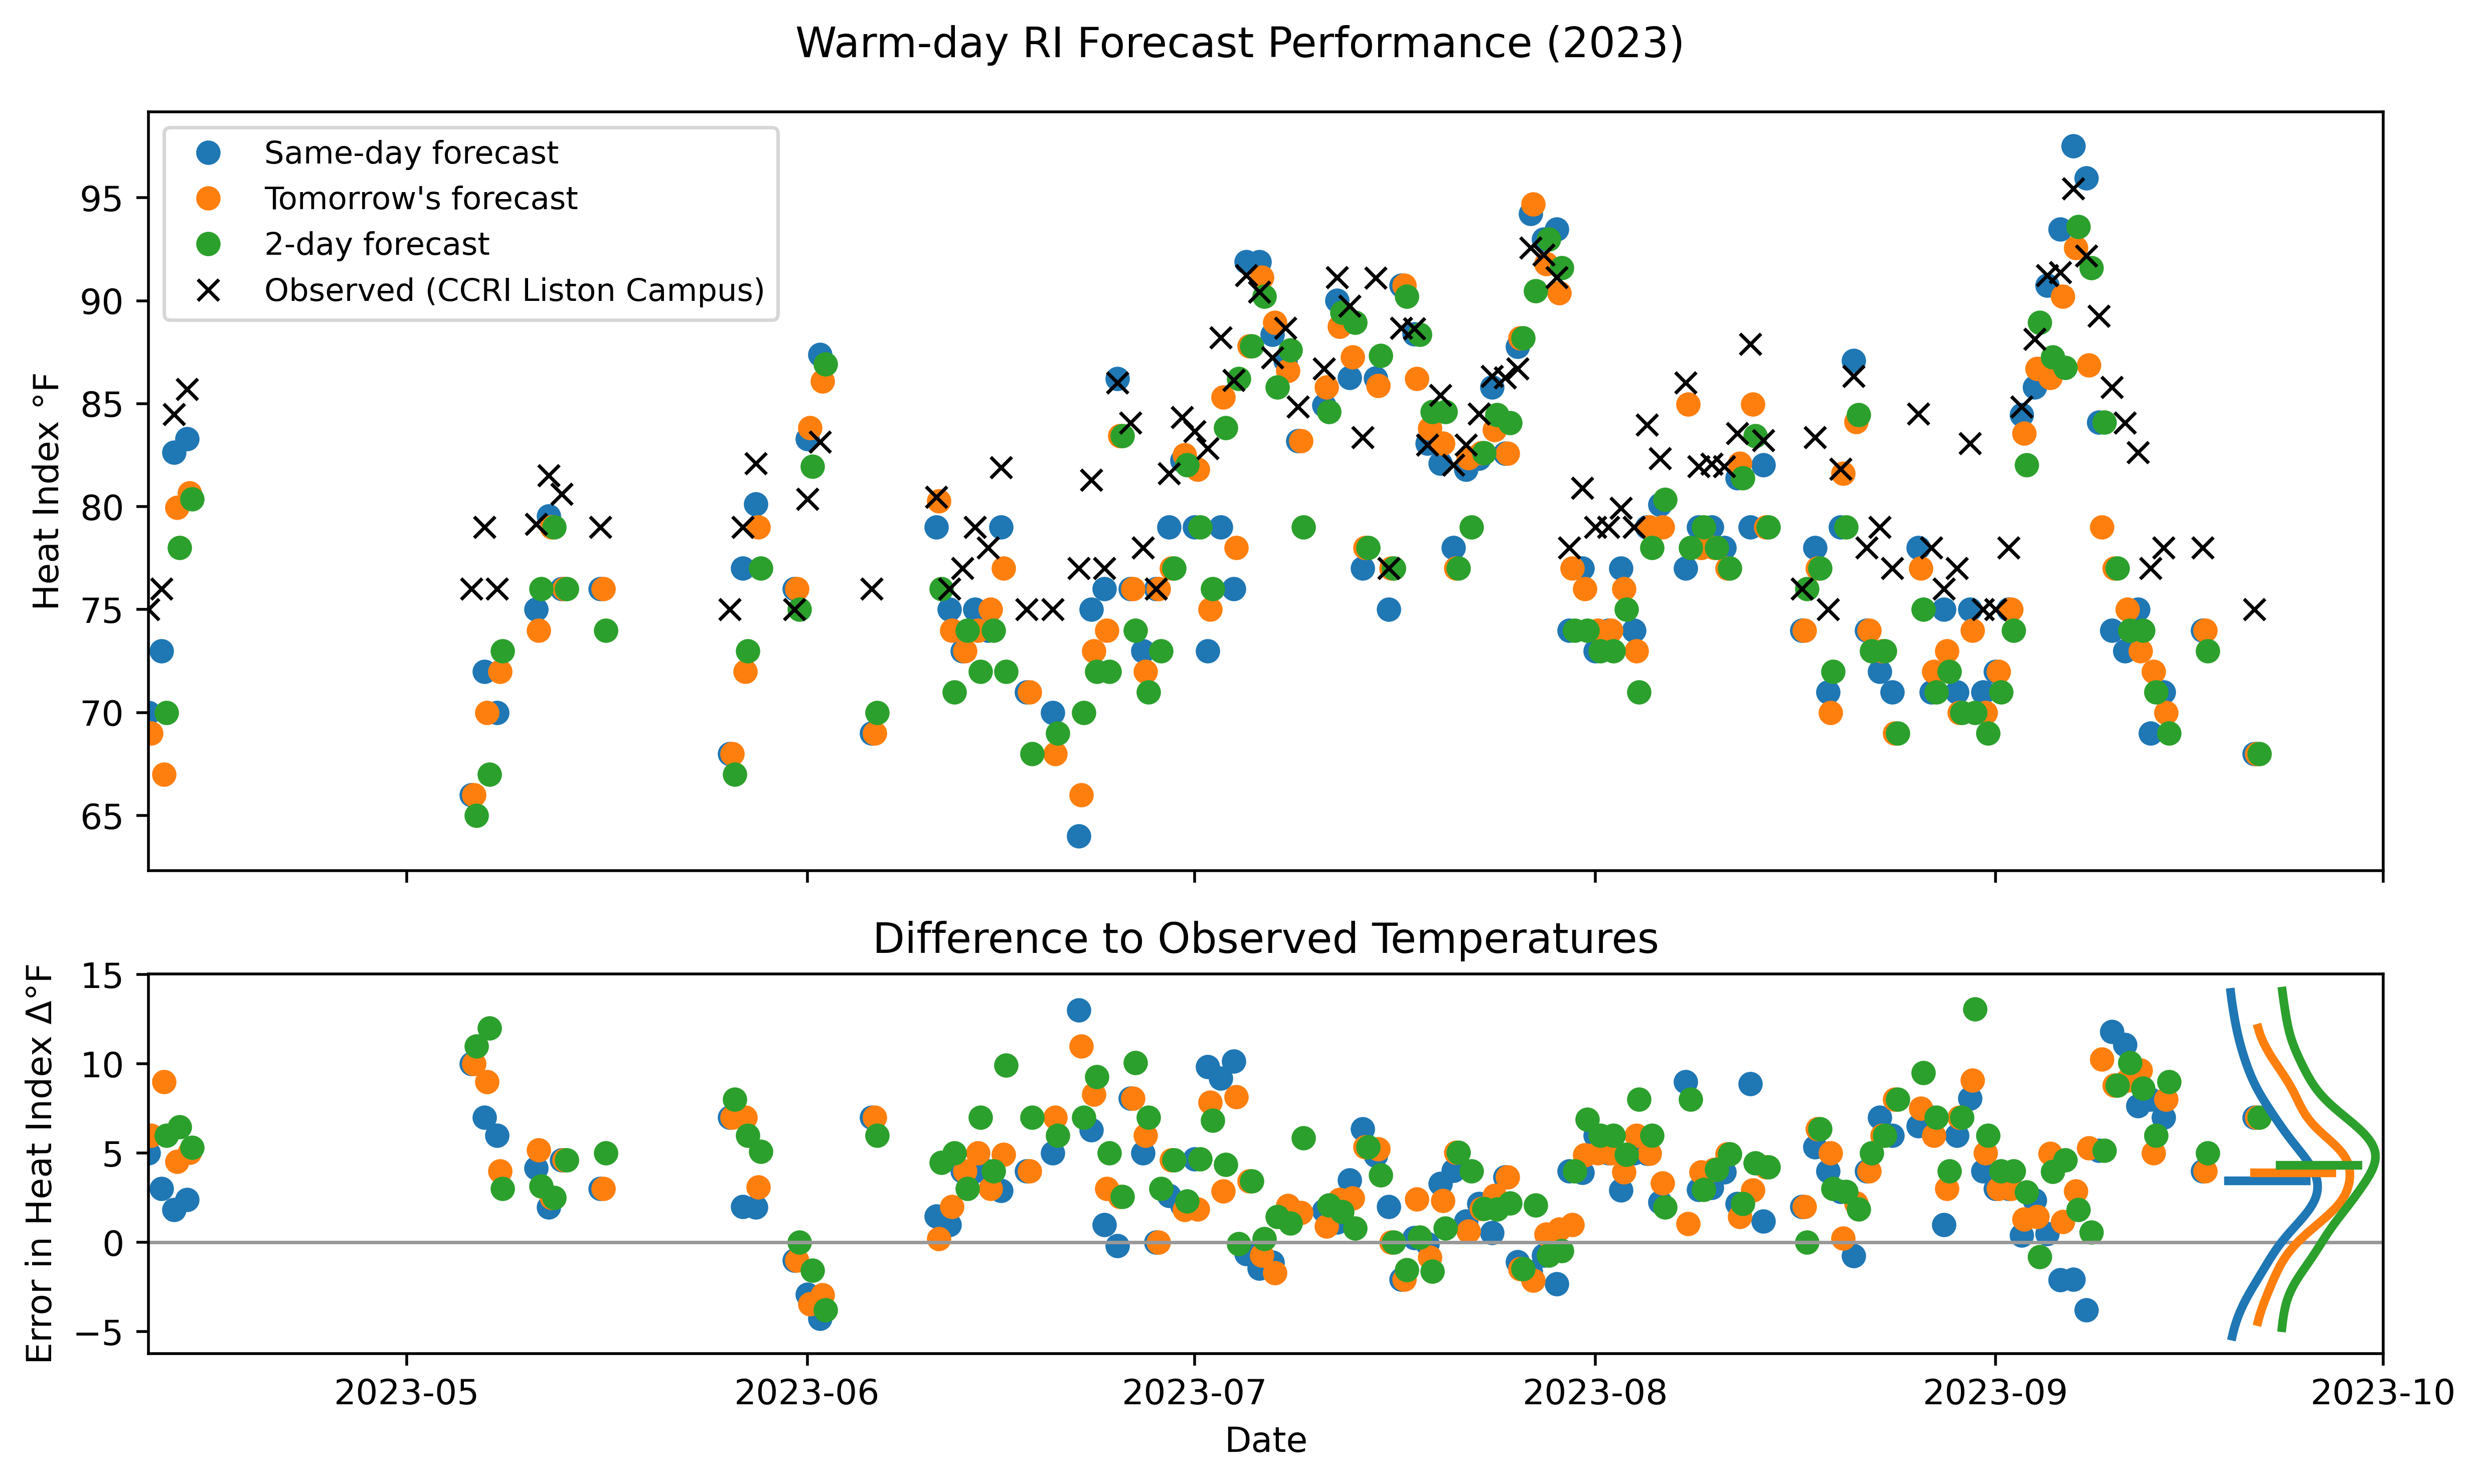 Warm-day RI Forecast Performance (2023)
Same-day forecast
Tomorrow's forecast
2-day forecast
Observed (CCRI Liston Campus)
Heat Index °F
95
90
85
80
75
70
65
Difference to Observed Temperatures
Error in Heat Index Δ°F
15
10
5
0
−5
2023-05 2023-06 2023-07 2023-08 2023-09 2023-10
Date